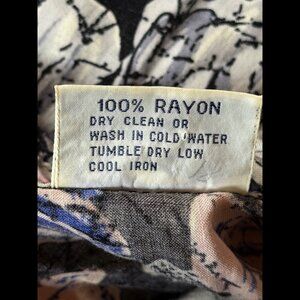 100% RAYON
DRY CLEAN OR
WASH IN COLD WATER
TUMBLE DRY LOW
COOL IRON